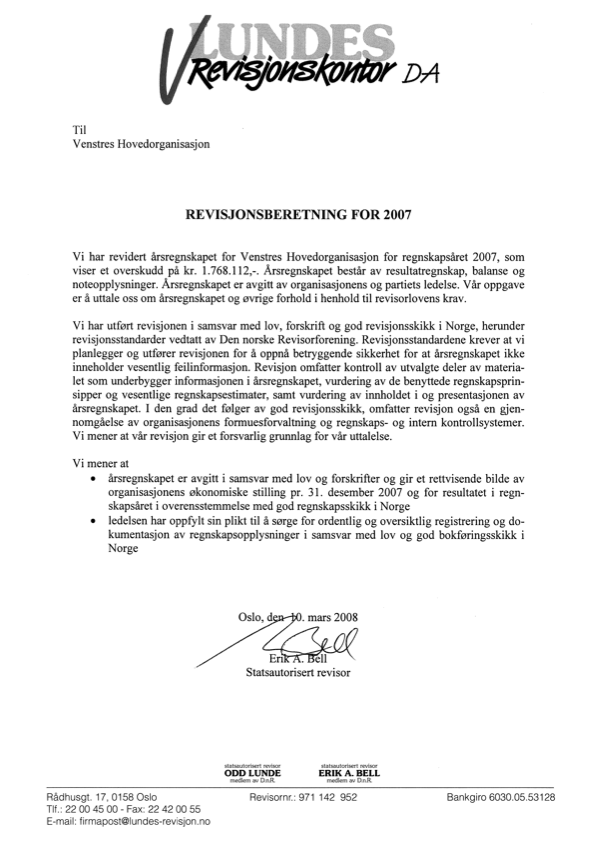 LUNDES
Revisjonskontor DA
Til
Venstres Hovedorganisasjon
REVISJONSBERETNING FOR 2007
Vi har revidert årsregnskapet for Venstres Hovedorganisasjon for regnskapsåret 2007, som
viser et overskudd på kr. 1.768.112,-. Årsregnskapet består av resultatregnskap, balanse og
noteopplysninger. Årsregnskapet er avgitt av organisasjonens og partiets ledelse. Vår oppgave
er å uttale oss om årsregnskapet og øvrige forhold i henhold til revisorlovens krav.
Vi har utført revisjonen i samsvar med lov, forskrift og god revisjonsskikk i Norge, herunder
revisjonsstandarder vedtatt av Den norske Revisorforening. Revisjonsstandardene krever at vi
planlegger og utfører revisjonen for å oppnå betryggende sikkerhet for at årsregnskapet ikke
inneholder vesentlig feilinformasjon. Revisjon omfatter kontroll av utvalgte deler av materia-
let som underbygger informasjonen i årsregnskapet, vurdering av de benyttede regnskapsprin-
sipper og vesentlige regnskapsestimater, samt vurdering av innholdet i og presentasjonen av
årsregnskapet. I den grad det følger av god revisjonsskikk, omfatter revisjon også en gjen-
nomgåelse av organisasjonens formuesforvaltning og regnskaps- og intern kontrollsystemer.
Vi mener at vår revisjon gir et forsvarlig grunnlag for vår uttalelse.
Vi mener at
• årsregnskapet er avgitt i samsvar med lov og forskrifter og gir et rettvisende bilde av
organisasjonens økonomiske stilling pr. 31. desember 2007 og for resultatet i regn-
skapsåret i overensstemmelse med god regnskapsskikk i Norge
• ledelsen har oppfylt sin plikt til å sørge for ordentlig og oversiktlig registrering og do-
kumentasjon av regnskapsopplysninger i samsvar med lov og god bokføringsskikk i
Norge
Oslo, den 10. mars 2008
Bell
Erik A. Bell
Statsautorisert revisor
statsautorisert revisor statsautorisert revisor
ODD LUNDE ERIK A. BELL
medlem av D.n.R. medlem av D.n.R.
Rådhusgt. 17, 0158 Oslo Revisornr.: 971 142 952 Bankgiro 6030.05.53128
Tlf.: 22 00 45 00 - Fax: 22 42 00 55
E-mail: firmapost@lundes-revisjon.no